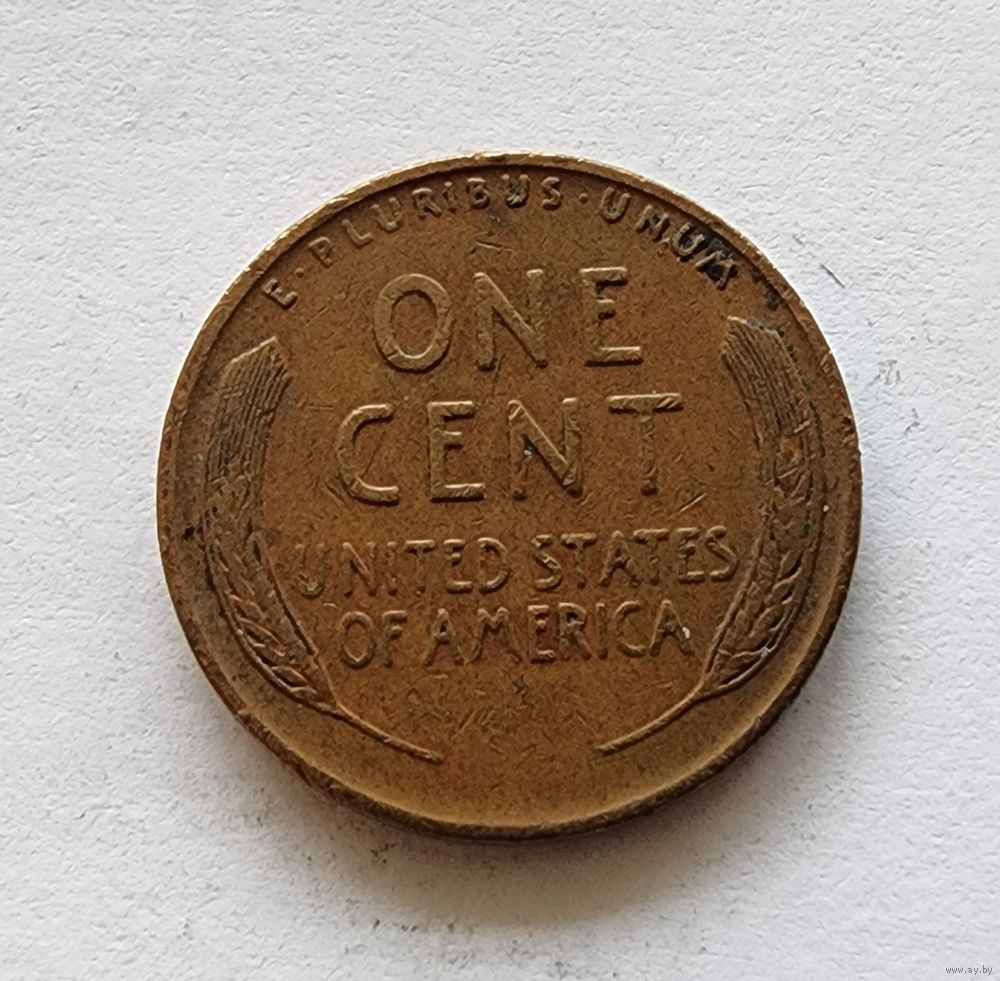 E·PLURIBUS·UNUM
ONE
CENT
UNITED STATES
OF AMERICA
www.ay.by